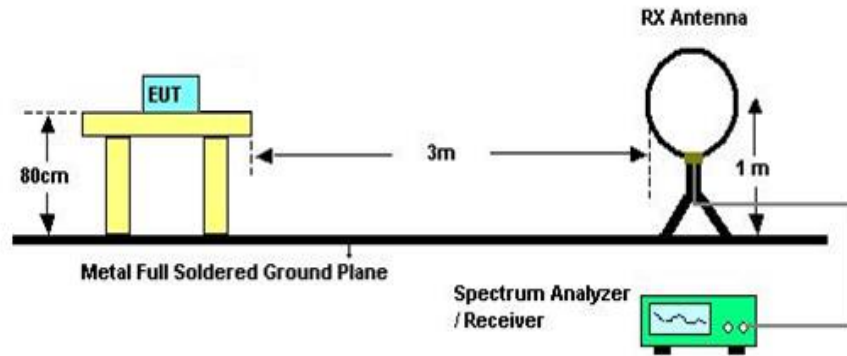 RX Antenna
EUT
80cm
3m
1 m
Metal Full Soldered Ground Plane
Spectrum Analyzer
/ Receiver